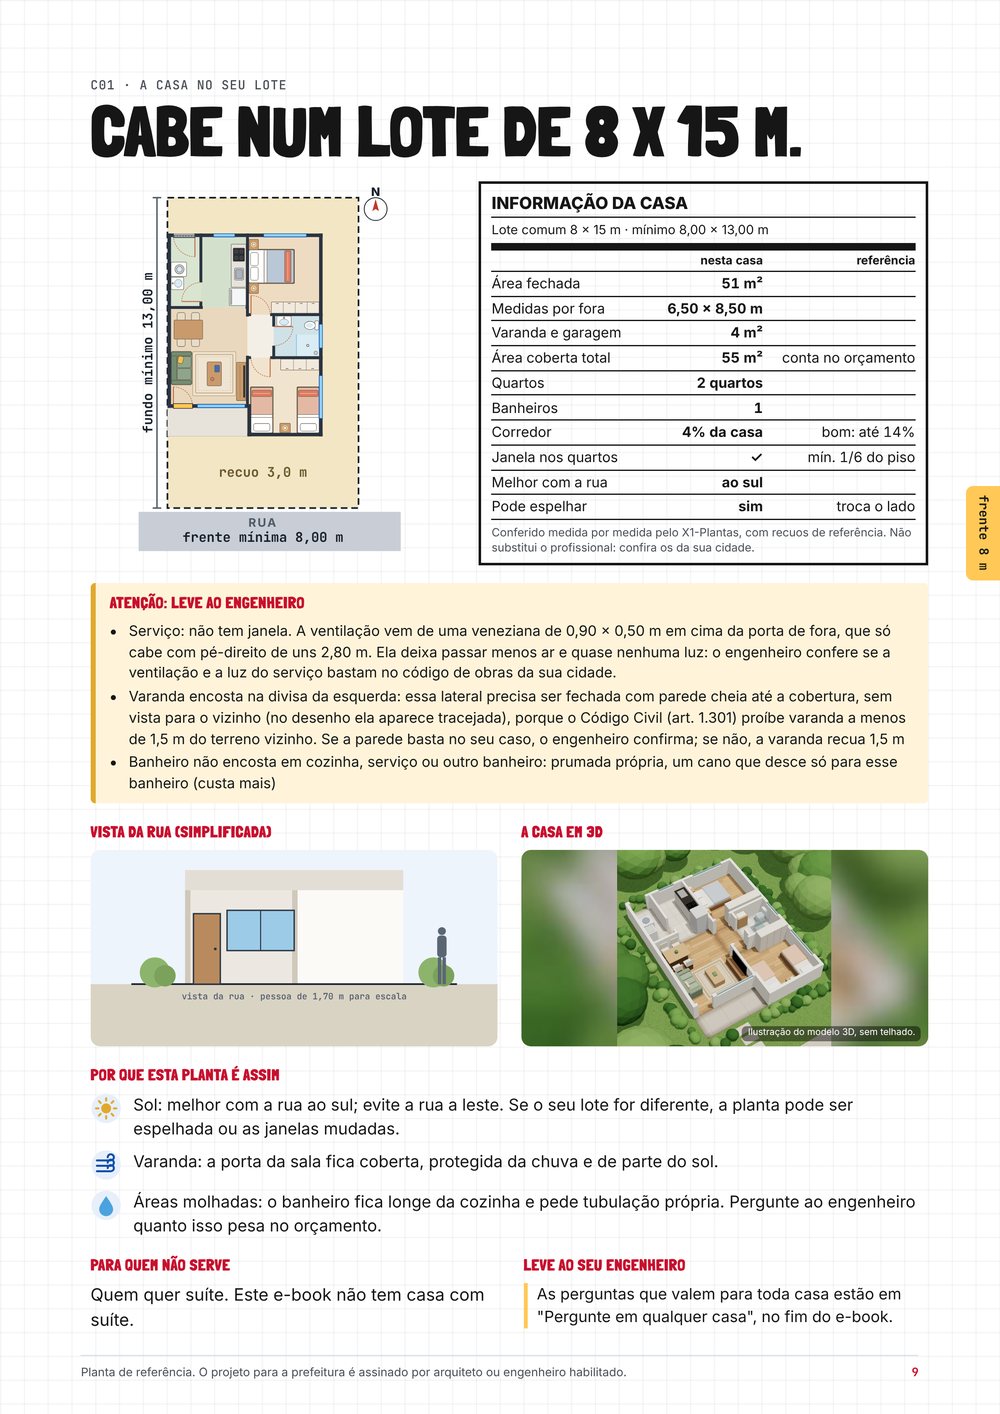 C01 · A CASA NO SEU LOTE
CABE NUM LOTE DE 8 X 15 M.
N
fundo mínimo 13,00 m
recuo 3,0 m
RUA
frente mínima 8,00 m
INFORMAÇÃO DA CASA
Lote comum 8 × 15 m · mínimo 8,00 × 13,00 m
nesta casa referência
Área fechada 51 m²
Medidas por fora 6,50 × 8,50 m
Varanda e garagem 4 m²
Área coberta total 55 m² conta no orçamento
Quartos 2 quartos
Banheiros 1
Corredor 4% da casa bom: até 14%
Janela nos quartos ✓ mín. 1/6 do piso
Melhor com a rua ao sul
Pode espelhar sim troca o lado
Conferido medida por medida pelo X1-Plantas, com recuos de referência. Não
substitui o profissional: confira os da sua cidade.
frente 8 m
ATENÇÃO: LEVE AO ENGENHEIRO
• Serviço: não tem janela. A ventilação vem de uma veneziana de 0,90 × 0,50 m em cima da porta de fora, que só
cabe com pé-direito de uns 2,80 m. Ela deixa passar menos ar e quase nenhuma luz: o engenheiro confere se a
ventilação e a luz do serviço bastam no código de obras da sua cidade.
• Varanda encosta na divisa da esquerda: essa lateral precisa ser fechada com parede cheia até a cobertura, sem
vista para o vizinho (no desenho ela aparece tracejada), porque o Código Civil (art. 1.301) proíbe varanda a menos
de 1,5 m do terreno vizinho. Se a parede basta no seu caso, o engenheiro confirma; se não, a varanda recua 1,5 m
• Banheiro não encosta em cozinha, serviço ou outro banheiro: prumada própria, um cano que desce só para esse
banheiro (custa mais)
VISTA DA RUA (SIMPLIFICADA)
vista da rua · pessoa de 1,70 m para escala
A CASA EM 3D
Ilustração do modelo 3D, sem telhado.
POR QUE ESTA PLANTA É ASSIM
Sol: melhor com a rua ao sul; evite a rua a leste. Se o seu lote for diferente, a planta pode ser
espelhada ou as janelas mudadas.
Varanda: a porta da sala fica coberta, protegida da chuva e de parte do sol.
Áreas molhadas: o banheiro fica longe da cozinha e pede tubulação própria. Pergunte ao engenheiro
quanto isso pesa no orçamento.
PARA QUEM NÃO SERVE
Quem quer suíte. Este e-book não tem casa com
suíte.
LEVE AO SEU ENGENHEIRO
As perguntas que valem para toda casa estão em
"Pergunte em qualquer casa", no fim do e-book.
Planta de referência. O projeto para a prefeitura é assinado por arquiteto ou engenheiro habilitado.
9